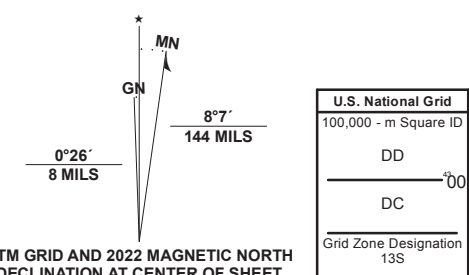 ★
MN
GN
8°7´
144 MILS
0°26´
8 MILS
TM GRID AND 2022 MAGNETIC NORTH
DECLINATION AT CENTER OF SHEET
U.S. National Grid
100,000 - m Square ID
DD
4300
DC
Grid Zone Designation
13S